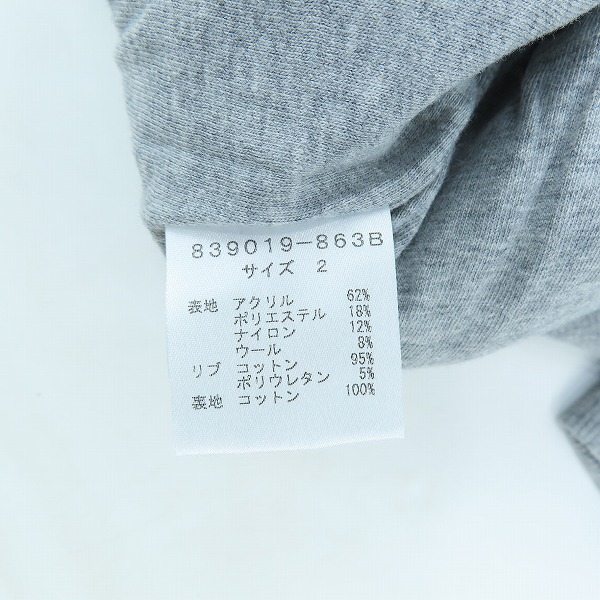 839019-863B
サイズ 2
表地 アクリル 62%
ポリエステル 18%
ナイロン 12%
ウール 8%
リブ コットン 95%
ポリウレタン 5%
裏地 コットン 100%